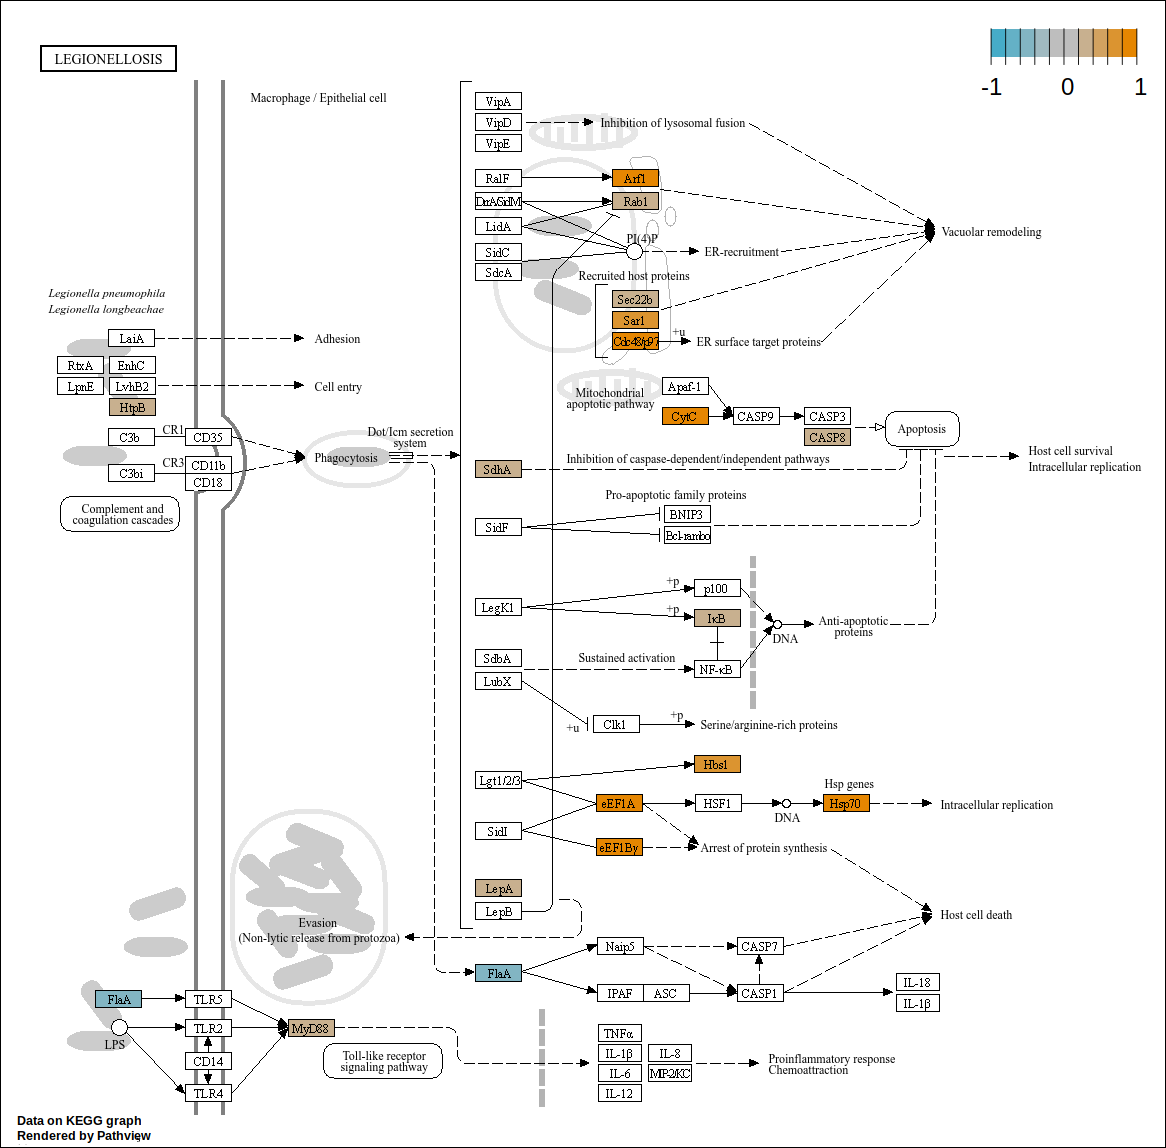 LEGIONELLOSIS
-1 0 1
Macrophage / Epithelial cell
VipA
VipD
VipE
Inhibition of lysosomal fusion
RalF
DrrA/SidM
LidA
SidC
SdcA
Arf1
Rab1
PI(4)P
ER-recruitment
Vacuolar remodeling
Recruited host proteins
Sec22b
Sar1
Cdc48/p97
+u
ER surface target proteins
Legionella pneumophila
Legionella longbeachae
LaiA
Adhesion
RtxA
EnhC
LpnE
LvhB2
Cell entry
HtpB
C3b
CR1
CD35
C3bi
CR3
CD11b
CD18
Phagocytosis
Complement and
coagulation cascades
Dot/Icm secretion
system
Mitochondrial
apoptotic pathway
Apaf-1
CytC
CASP9
CASP3
CASP8
Apoptosis
SdhA
Inhibition of caspase-dependent/independent pathways
Host cell survival
Intracellular replication
Pro-apoptotic family proteins
SidF
BNIP3
Bcl-rambo
LegK1
+p
p100
+p
IκB
DNA
Anti-apoptotic
proteins
SdbA
Sustained activation
NF-κB
LubX
+u
Clk1
+p
Serine/arginine-rich proteins
Lgt1/2/3
Hbs1
Hsp genes
eEF1A
HSF1
DNA
Hsp70
Intracellular replication
SidI
eEF1By
Arrest of protein synthesis
LepA
LepB
Evasion
(Non-lytic release from protozoa)
Host cell death
FlaA
Naip5
CASP7
IPAF
ASC
CASP1
IL-18
IL-1β
FlaA
TLR5
LPS
TLR2
CD14
TLR4
MyD88
Toll-like receptor
signaling pathway
TNFα
IL-1β
IL-8
IL-6
MIP2/KC
IL-12
Proinflammatory response
Chemoattraction
Data on KEGG graph
Rendered by Pathview